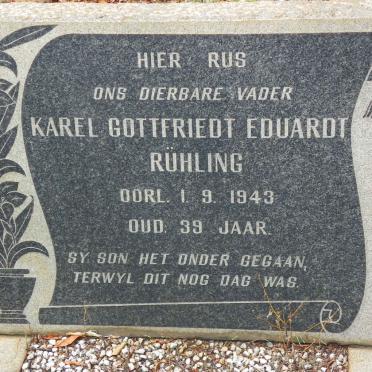 HIER RUS
ONS DIERBARE VADER
KAREL GOTTFRIEDT EDUARDT
RÜHLING
OORL. 1. 9. 1943
OUD 39 JAAR.
SY SON HET ONDER GEGAAN,
TERWYL DIT NOG DAG WAS.